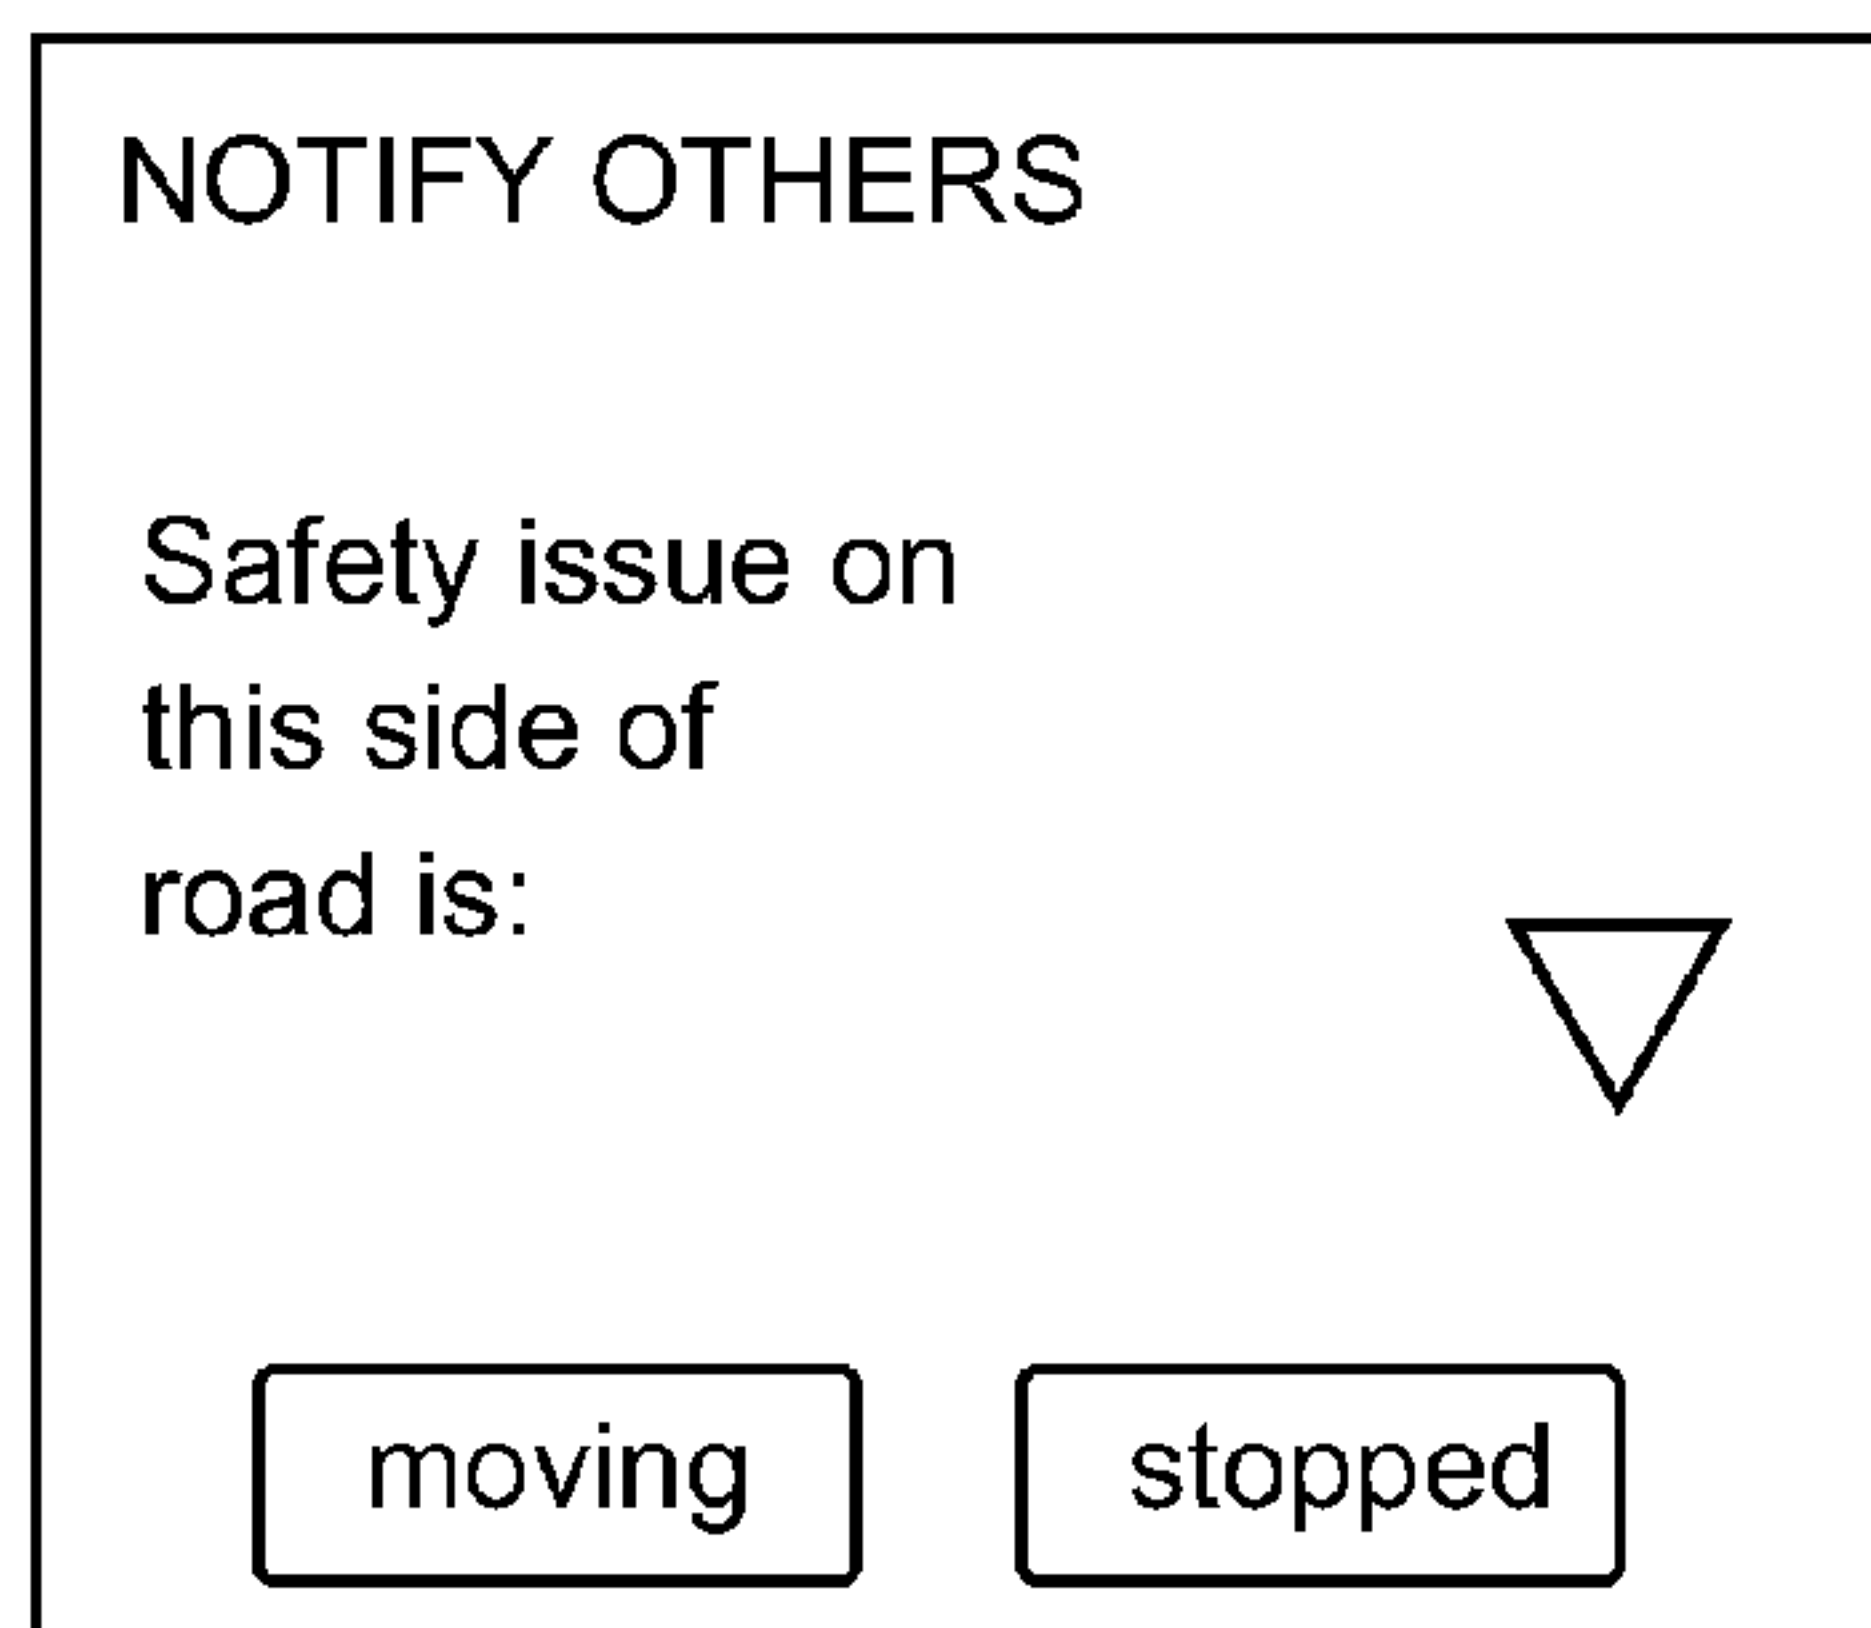 NOTIFY OTHERS
Safety issue on
this side of
road is:
moving
stopped